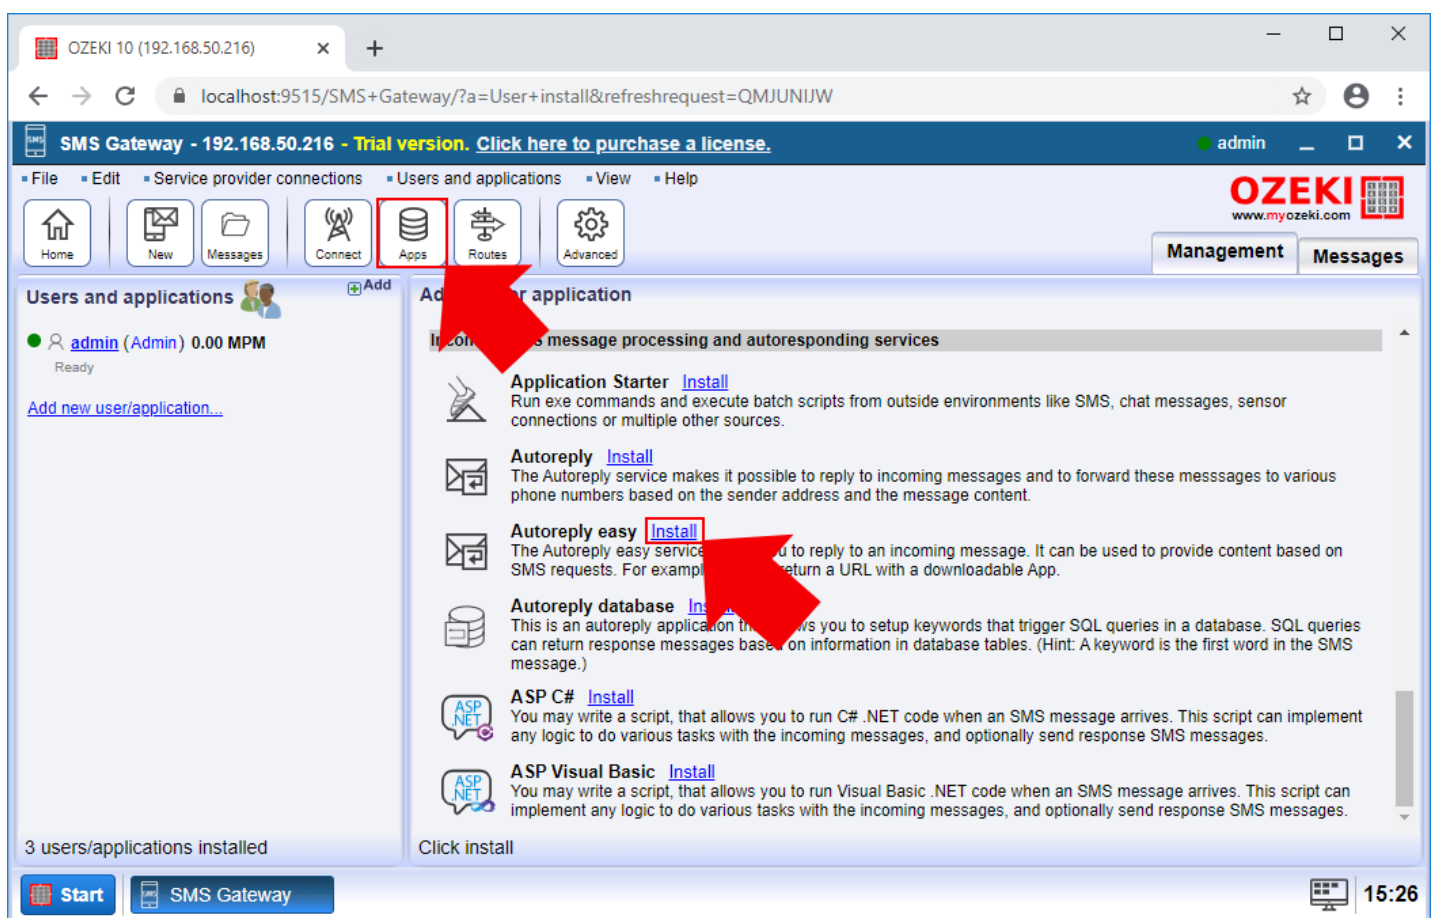 OZEKI 10 (192.168.50.216)
localhost:9515/SMS+Gateway/?a=User+install&refreshrequest=QMJUNIJW
SMS Gateway - 192.168.50.216 - Trial version. Click here to purchase a license.
admin
File Edit Service provider connections Users and applications View Help
OZEKI
www.myozeki.com
Home New Messages Connect Apps Routes Advanced
Management Messages
Users and applications
Add
admin (Admin) 0.00 MPM
Ready
Add new user/application...
3 users/applications installed
application
message processing and autoresponding services
Application Starter Install
Run exe commands and execute batch scripts from outside environments like SMS, chat messages, sensor
connections or multiple other sources.
Autoreply Install
The Autoreply service makes it possible to reply to incoming messages and to forward these messsages to various
phone numbers based on the sender address and the message content.
Autoreply easy Install
The Autoreply easy service to reply to an incoming message. It can be used to provide content based on
SMS requests. For return a URL with a downloadable App.
Autoreply database
This is an autoreply application you to setup keywords that trigger SQL queries in a database. SQL queries
can return response messages based on information in database tables. (Hint: A keyword is the first word in the SMS
message.)
ASP C# Install
You may write a script, that allows you to run C# .NET code when an SMS message arrives. This script can implement
any logic to do various tasks with the incoming messages, and optionally send response SMS messages.
ASP Visual Basic Install
You may write a script, that allows you to run Visual Basic .NET code when an SMS message arrives. This script can
implement any logic to do various tasks with the incoming messages, and optionally send response SMS messages.
Click install
Start
SMS Gateway
15:26